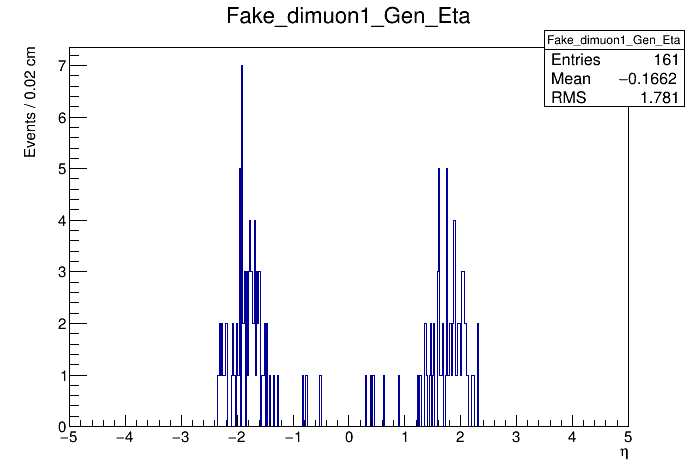 Fake_dimuon1_Gen_Eta
Fake_dimuon1_Gen_Eta
Entries 161
Mean −0.1662
RMS 1.781
Events / 0.02 cm
7
6
5
4
3
2
1
0
−5 −4 −3 −2 −1 0 1 2 3 4 5
η